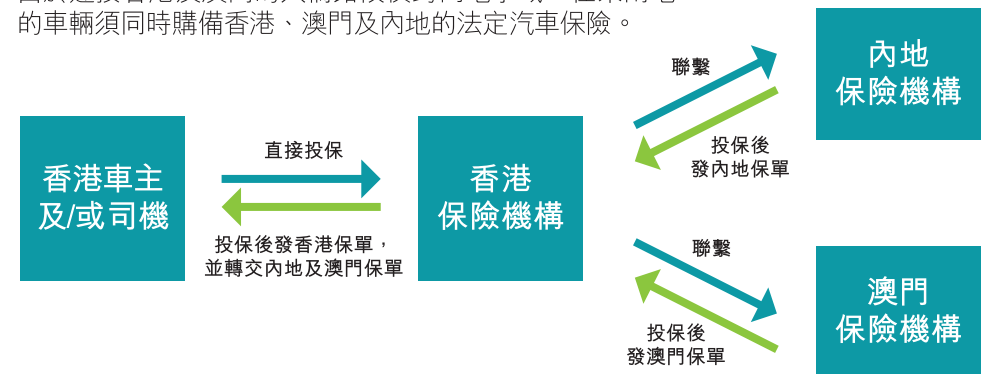 的車輛須同時購備香港、澳門及內地的法定汽車保險。
香港車主
及/或司機
直接投保
投保後發香港保單，
並轉交內地及澳門保單
香港
保險機構
聯繫
投保後
發內地保單
內地
保險機構
聯繫
投保後
發澳門保單
澳門
保險機構